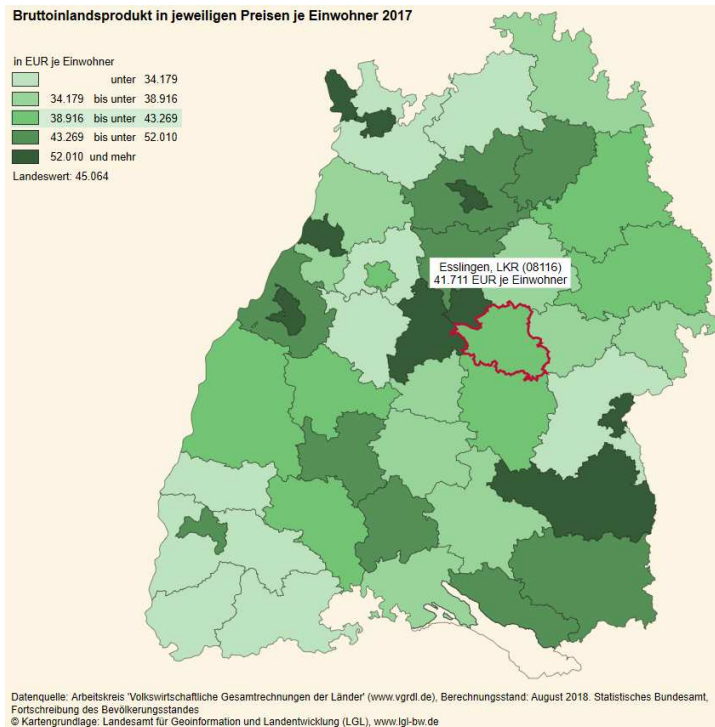 Bruttoinlandsprodukt in jeweiligen Preisen je Einwohner 2017
in EUR je Einwohner
unter 34.179
34.179 bis unter 38.916
38.916 bis unter 43.269
43.269 bis unter 52.010
52.010 und mehr
Landeswert: 45.064
Esslingen, LKR (08116)
41.711 EUR je Einwohner
Datenquelle: Arbeitskreis 'Volkswirtschaftliche Gesamtrechnungen der Länder' (www.vgrdl.de), Berechnungsstand: August 2018. Statistisches Bundesamt,
Fortschreibung des Bevölkerungsstandes
© Kartengrundlage: Landesamt für Geoinformation und Landentwicklung (LGL), www.lgl-bw.de